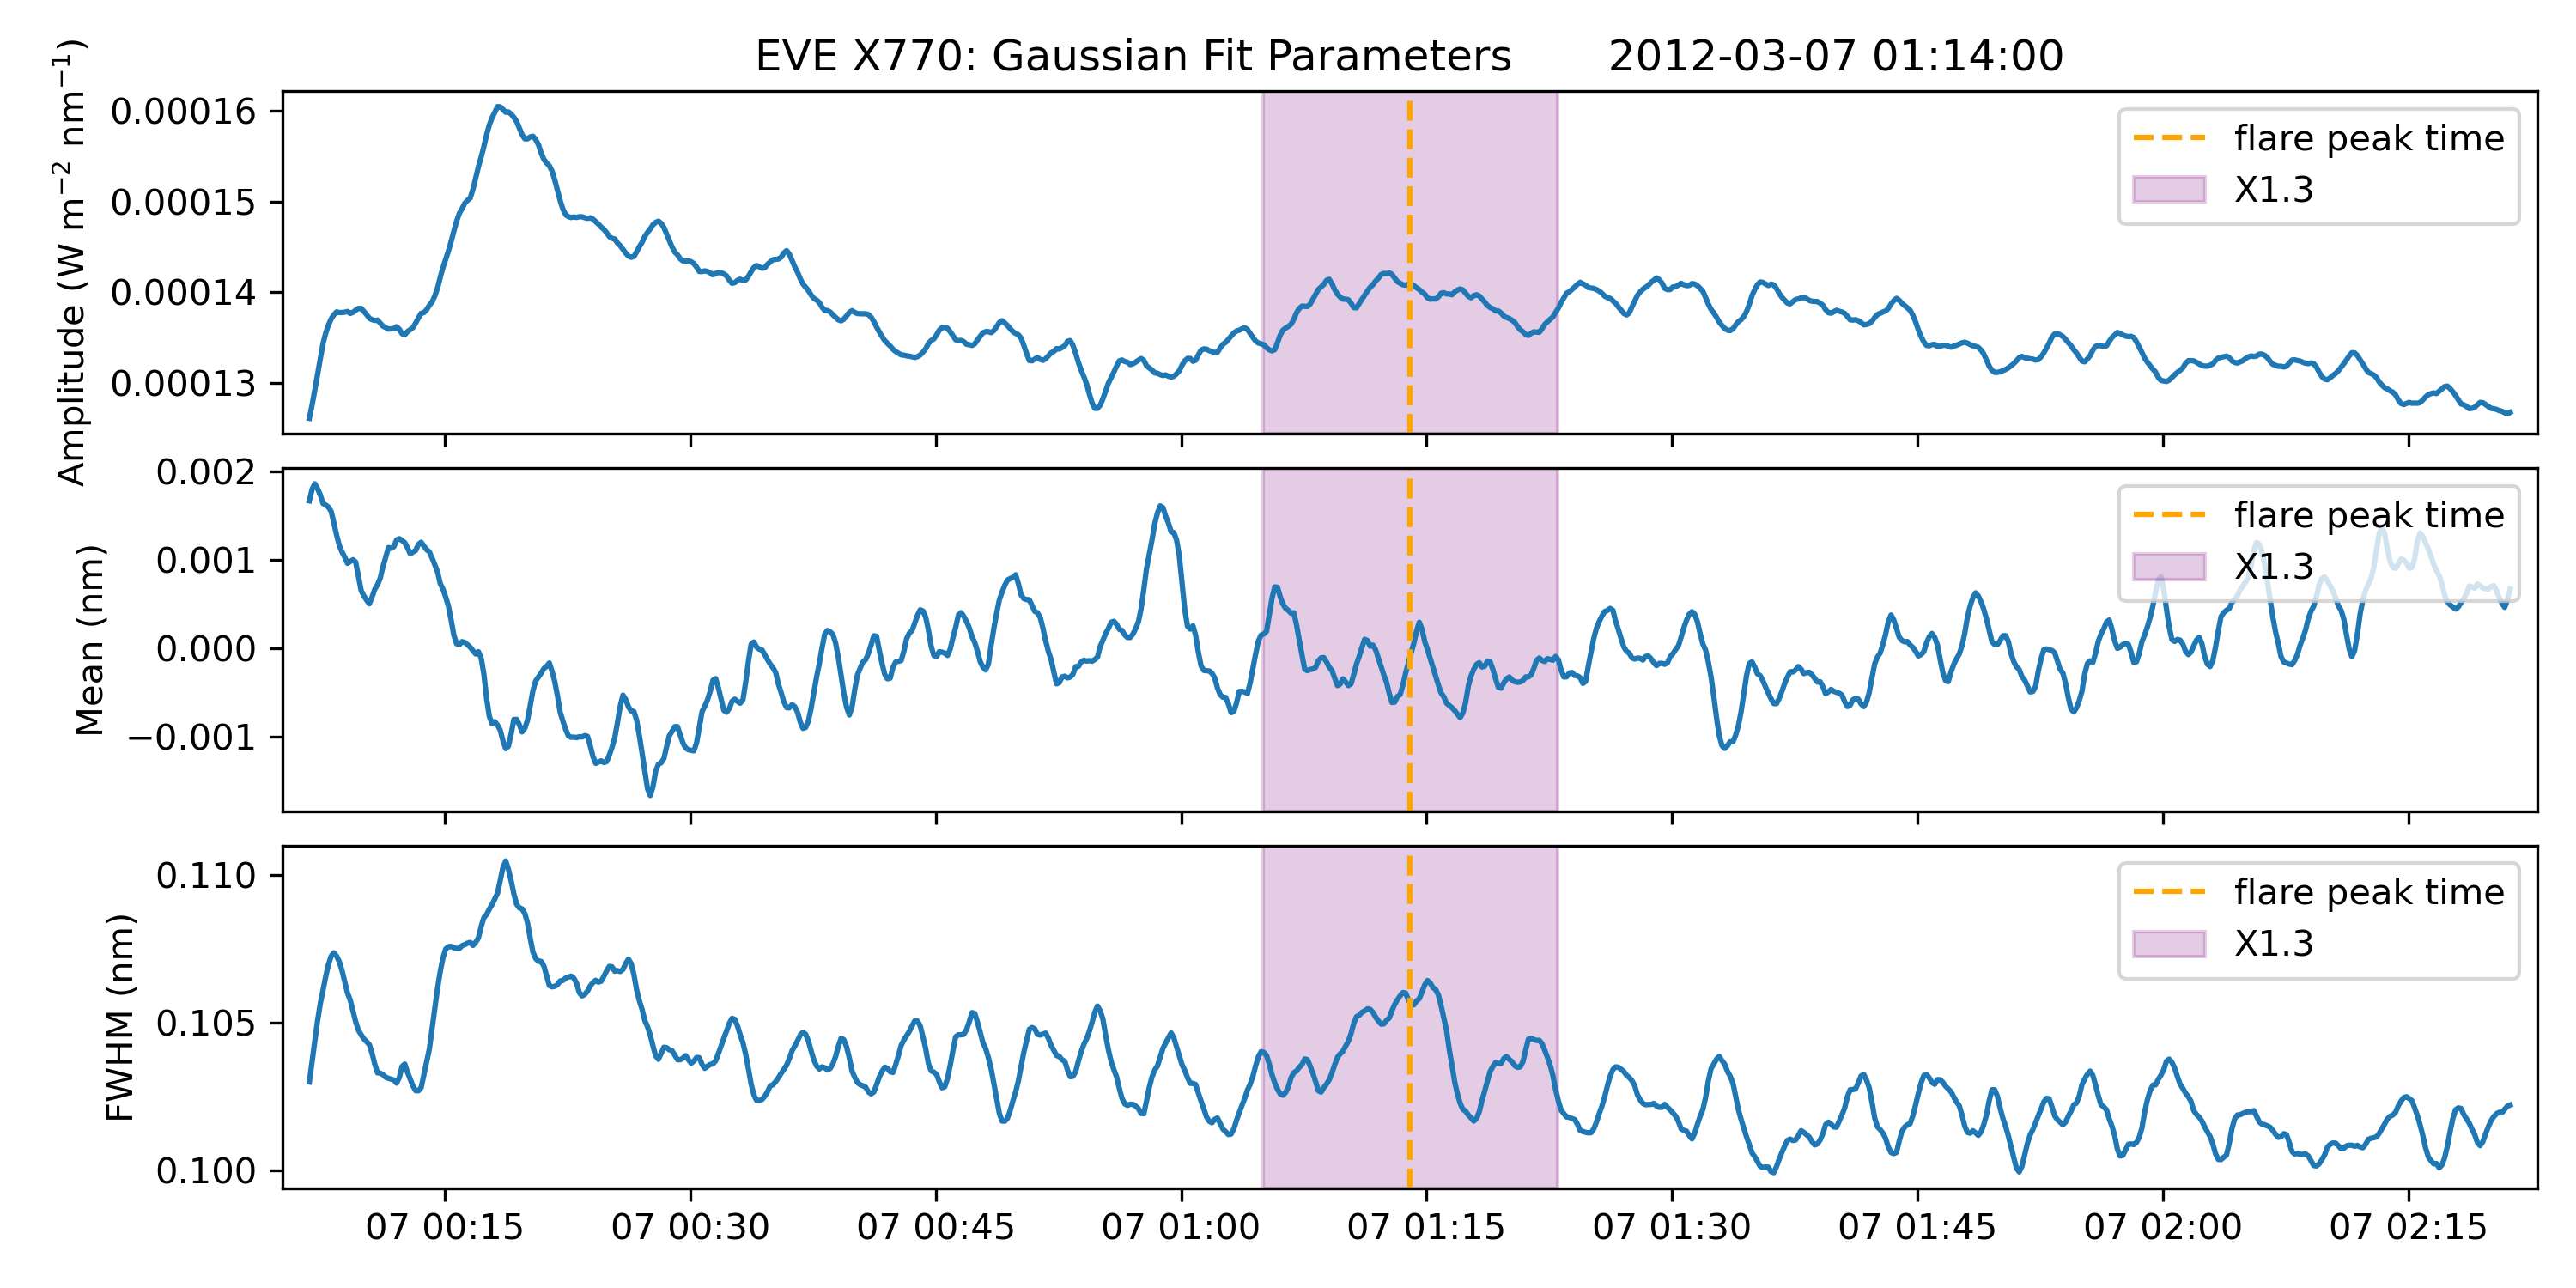 EVE X770: Gaussian Fit Parameters 2012-03-07 01:14:00
Amplitude (W m⁻² nm⁻¹)
0.00016
0.00015
0.00014
0.00013
flare peak time
X1.3
Mean (nm)
0.002
0.001
0.000
−0.001
flare peak time
X1.3
FWHM (nm)
0.110
0.105
0.100
flare peak time
X1.3
07 00:15 07 00:30 07 00:45 07 01:00 07 01:15 07 01:30 07 01:45 07 02:00 07 02:15